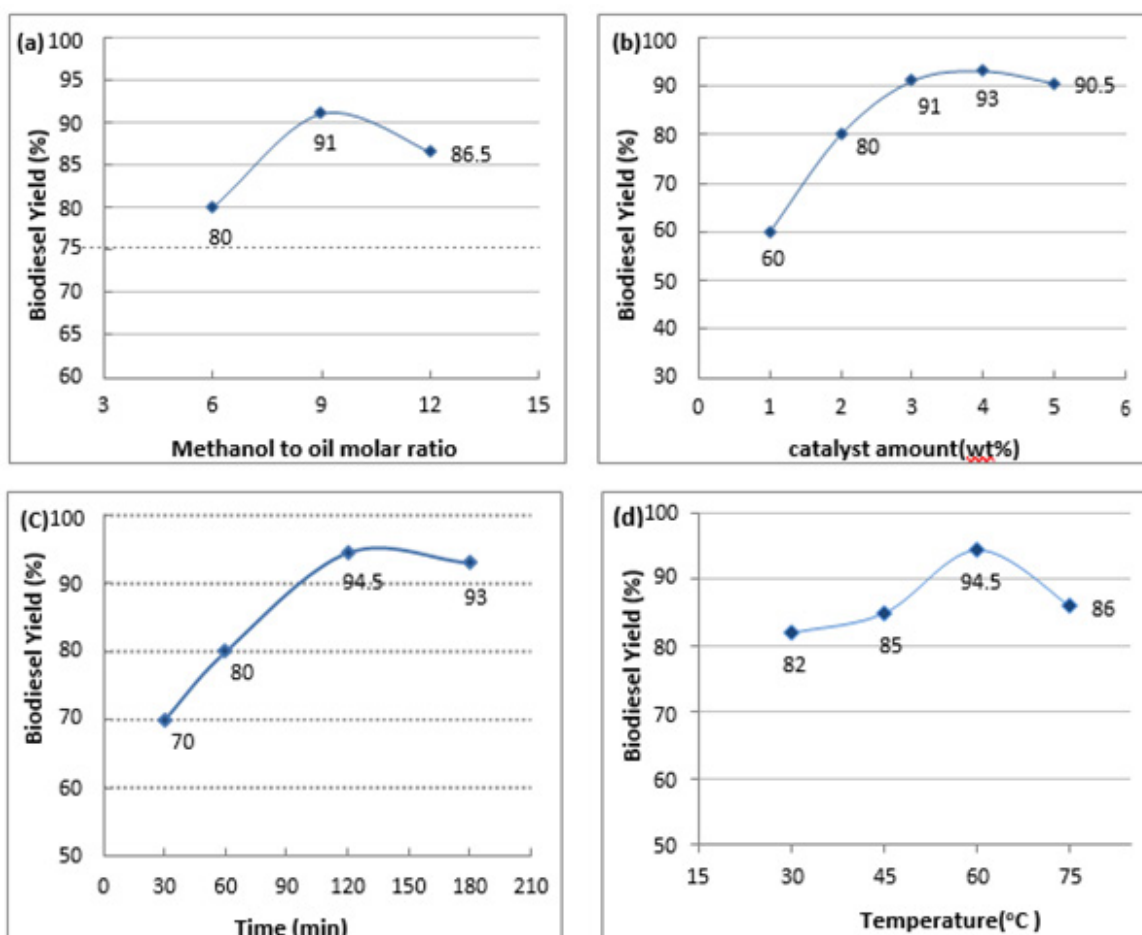 (a)
100
95
90
85
80
75
70
65
60
Biodiesel Yield (%)
80
91
86.5
3 6 9 12 15
Methanol to oil molar ratio
(b)
100
90
80
70
60
50
40
30
Biodiesel Yield (%)
60
80
91
93
90.5
0 1 2 3 4 5 6
catalyst amount(wt%)
(C)
100
90
80
70
60
50
Biodiesel Yield (%)
70
80
94.5
93
0 30 60 90 120 150 180 210
Time (min)
(d)
100
90
80
70
60
50
Biodiesel Yield (%)
82
85
94.5
86
15 30 45 60 75
Temperature(°C )